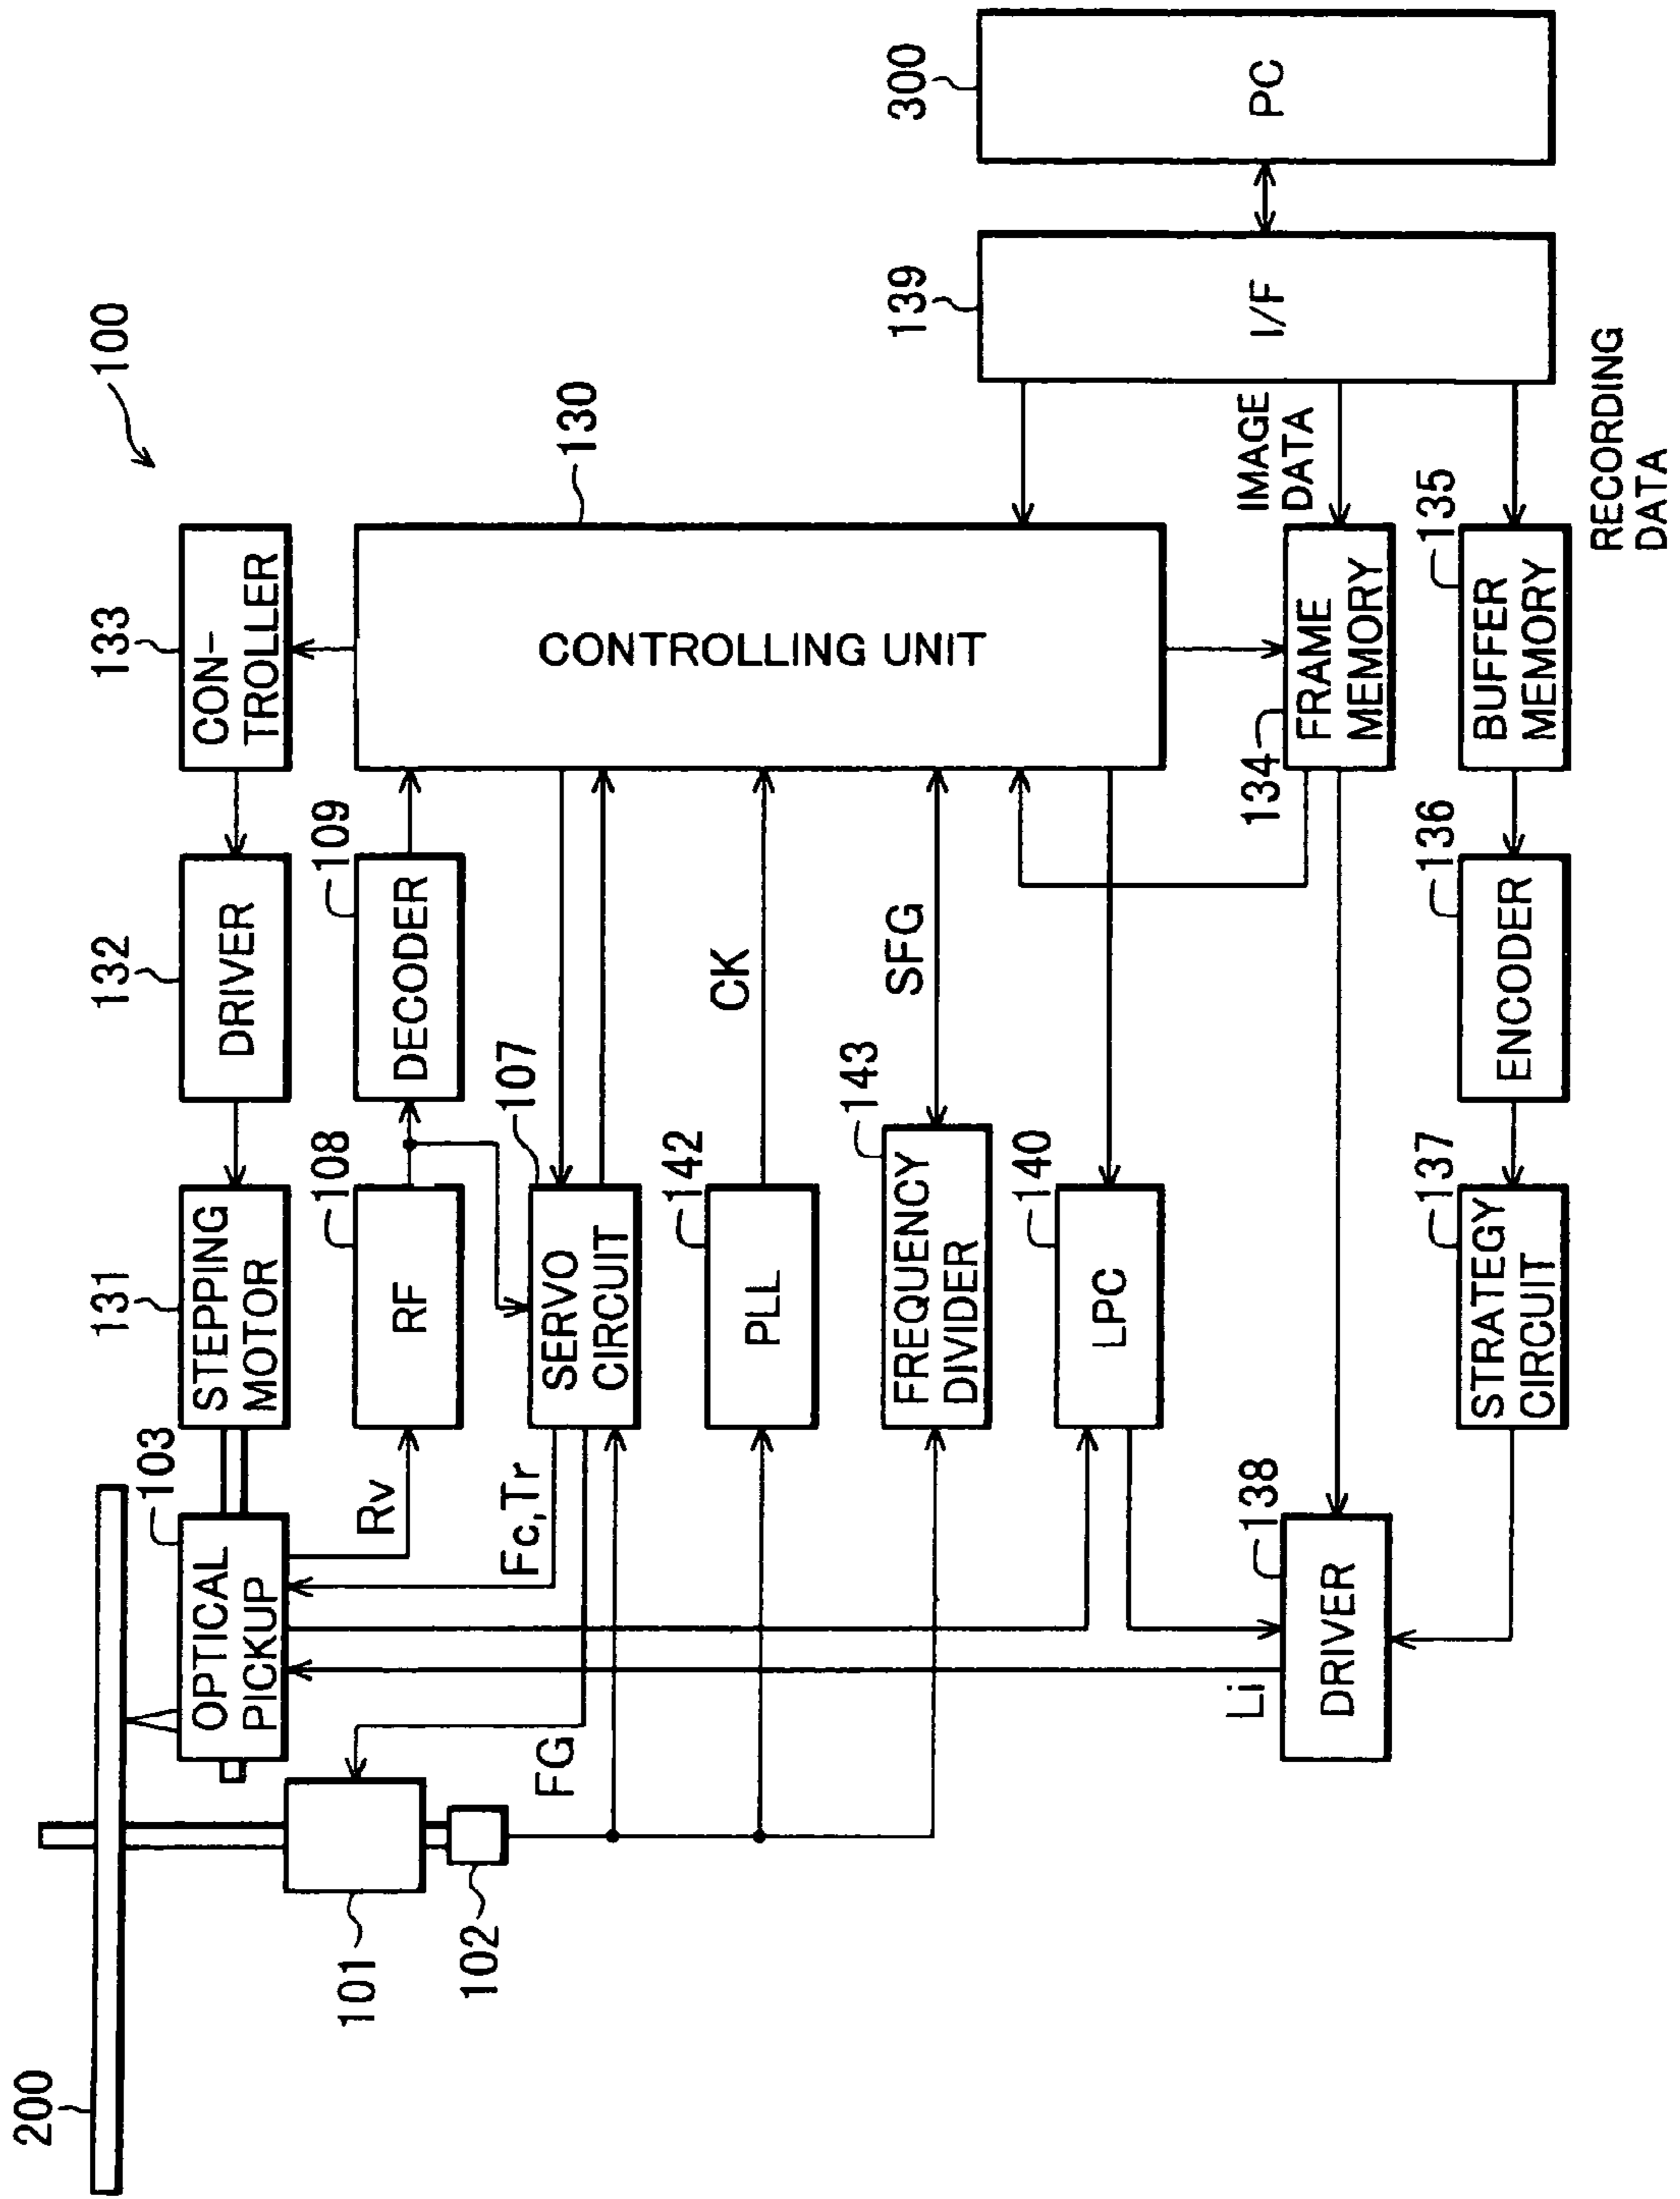 100
200
101
102
103
OPTICAL
PICKUP
131
STEPPING
MOTOR
132
DRIVER
133
CON-
TROLLER
Rv
108
RF
109
DECODER
130
CONTROLLING UNIT
Fc,Tr
FG
107
SERVO
CIRCUIT
142
PLL
CK
143
FREQUENCY
DIVIDER
SFG
140
LPC
Li
138
DRIVER
134
FRAME
MEMORY
IMAGE
DATA
137
STRATEGY
CIRCUIT
136
ENCODER
135
BUFFER
MEMORY
RECORDING
DATA
139
I/F
300
PC